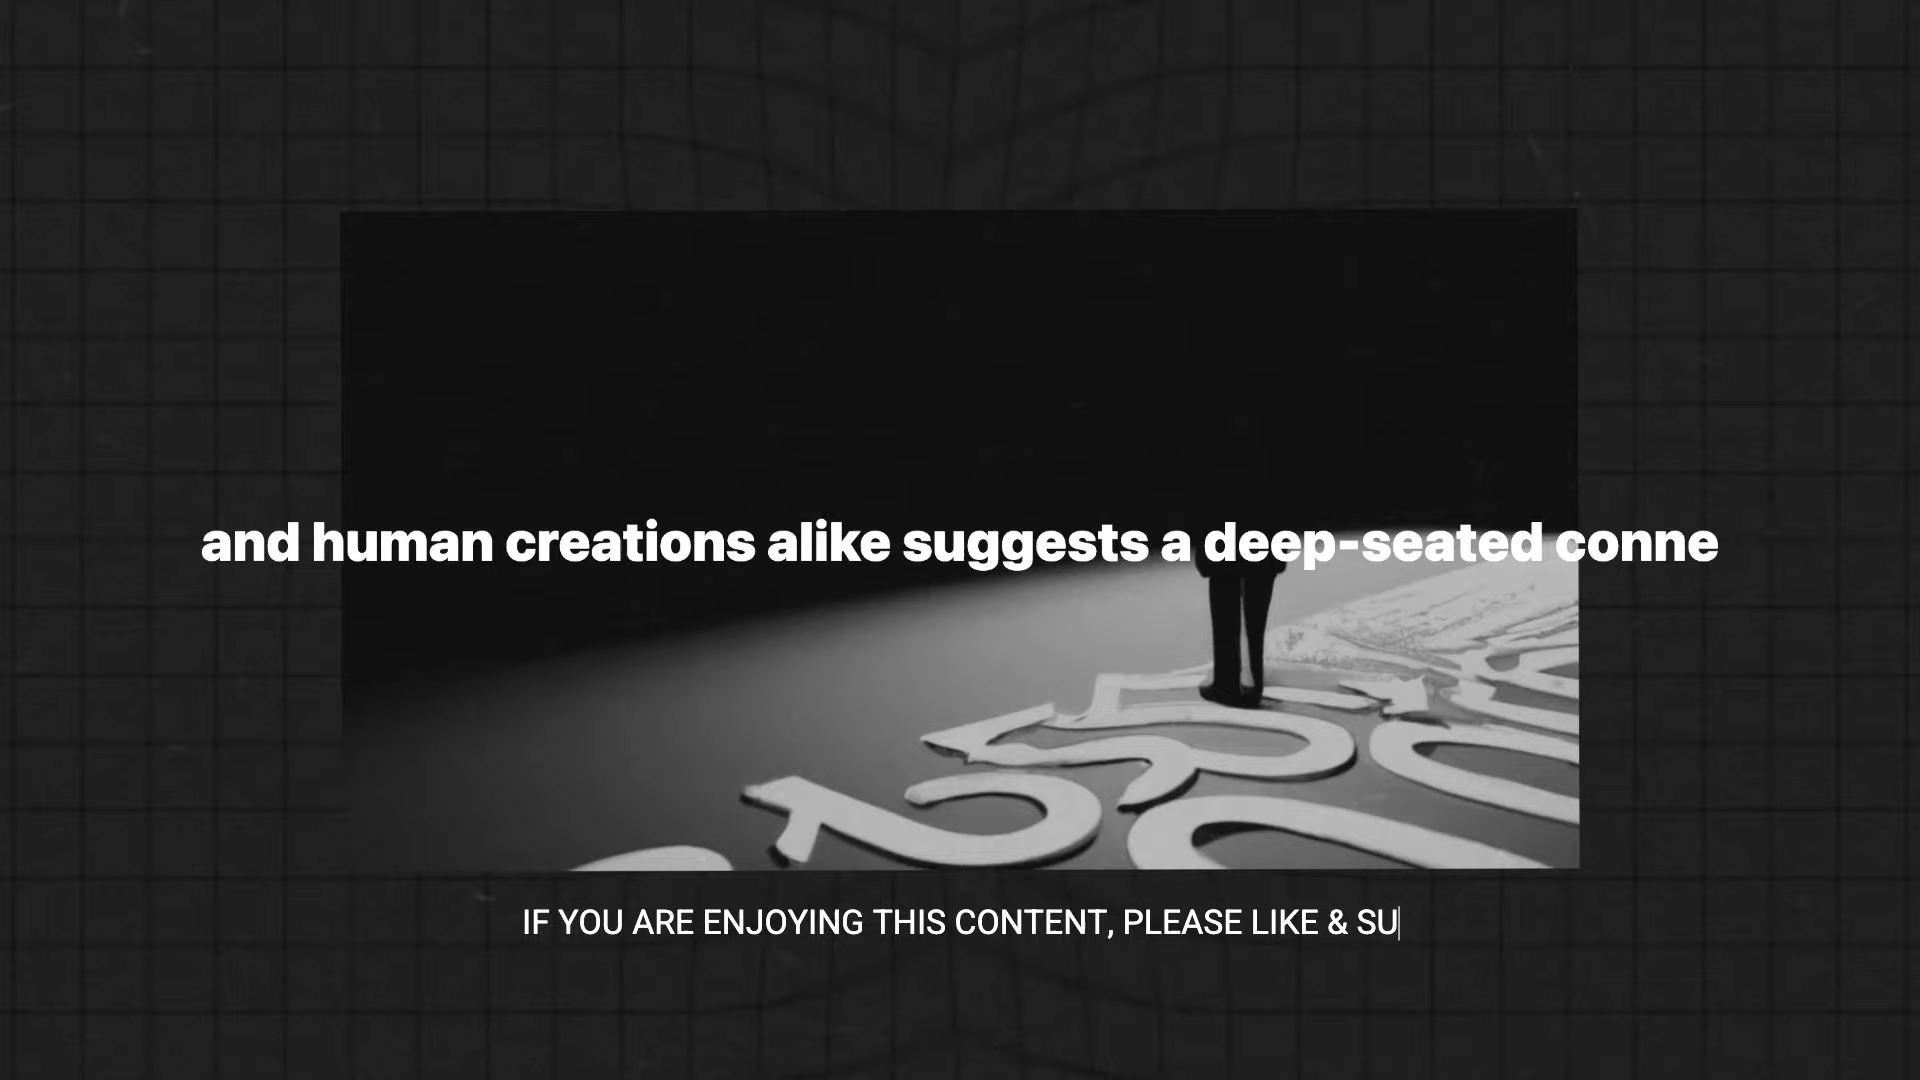 and human creations alike suggests a deep-seated conne
IF YOU ARE ENJOYING THIS CONTENT, PLEASE LIKE & SU